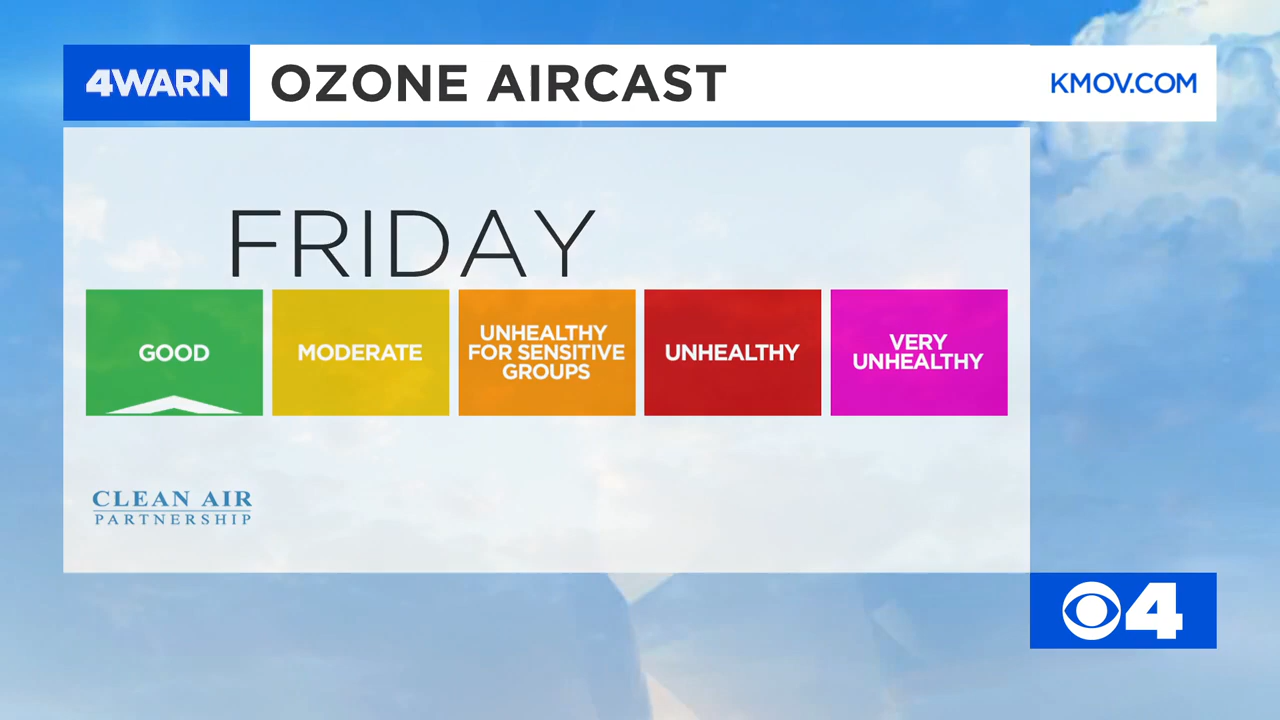 4WARN OZONE AIRCAST KMOV.COM
FRIDAY
GOOD
MODERATE
UNHEALTHY
FOR SENSITIVE
GROUPS
UNHEALTHY
VERY
UNHEALTHY
CLEAN AIR
PARTNERSHIP
4